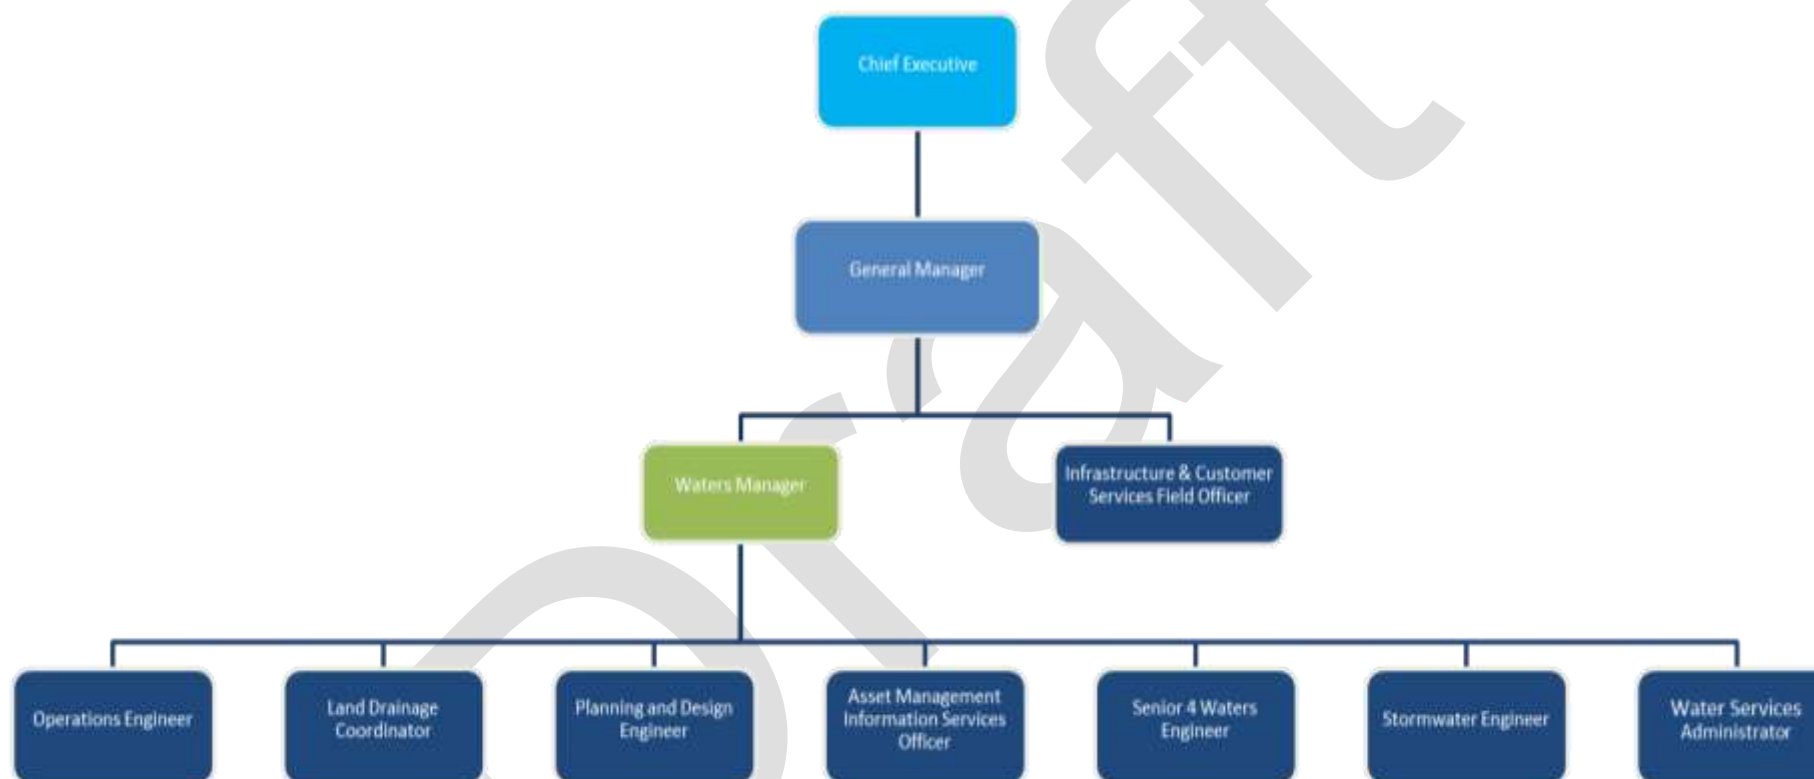 Chief Executive
General Manager
Waters Manager
Infrastructure & Customer
Services Field Officer
Operations Engineer
Land Drainage
Coordinator
Planning and Design
Engineer
Asset Management
Information Services
Officer
Senior 4 Waters
Engineer
Stormwater Engineer
Water Services
Administrator
Draft